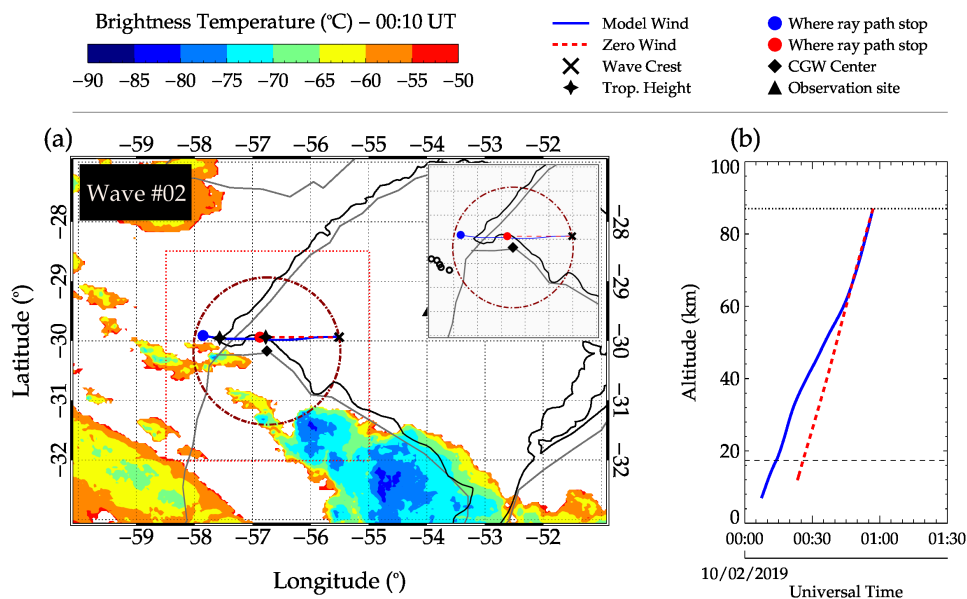 Brightness Temperature (°C) − 00:10 UT
−90 −85 −80 −75 −70 −65 −60 −55 −50
Model Wind
Zero Wind
Wave Crest
Trop. Height
Where ray path stop
Where ray path stop
CGW Center
Observation site
(a)
−59 −58 −57 −56 −55 −54 −53 −52
Wave #02
−28
−29
−30
−31
−32
Latitude (°)
−28
−29
−30
−31
−32
−59 −58 −57 −56 −55 −54 −53 −52
Longitude (°)
(b)
100
80
60
40
20
0
Altitude (km)
00:00 00:30 01:00 01:30
10/02/2019
Universal Time